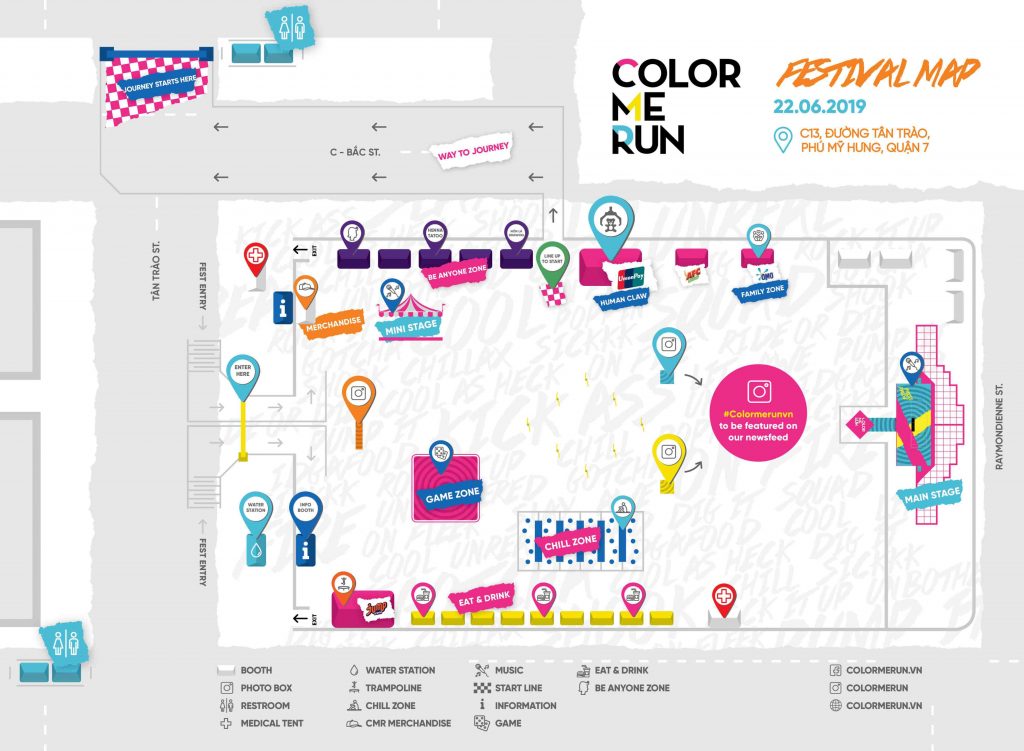 COLOR
ME
RUN
FESTIVAL MAP
22.06.2019
C13, ĐƯỜNG TÂN TRÀO,
PHÚ MỸ HƯNG, QUẬN 7
JOURNEY STARTS HERE
C - BẮC ST.
WAY TO JOURNEY
TÂN TRÀO ST.
FEST ENTRY
EXIT
HENNA
TATOO
BE ANYONE ZONE
LINE UP
TO START
UnionPay
HUMAN CLAW
AFC
OMO
FAMILY ZONE
i
MERCHANDISE
MINI STAGE
ENTER
HERE
#Colormerunvn
to be featured on
our newsfeed
RAYMONDIENNE ST.
MAIN STAGE
GAME ZONE
WATER
STATION
INFO
BOOTH
i
CHILL ZONE
FEST ENTRY
EXIT
JUMP
EAT & DRINK
BOOTH
PHOTO BOX
RESTROOM
MEDICAL TENT
WATER STATION
TRAMPOLINE
CHILL ZONE
CMR MERCHANDISE
MUSIC
START LINE
i INFORMATION
GAME
EAT & DRINK
BE ANYONE ZONE
COLORMERUN.VN
COLORMERUN
COLORMERUN.VN